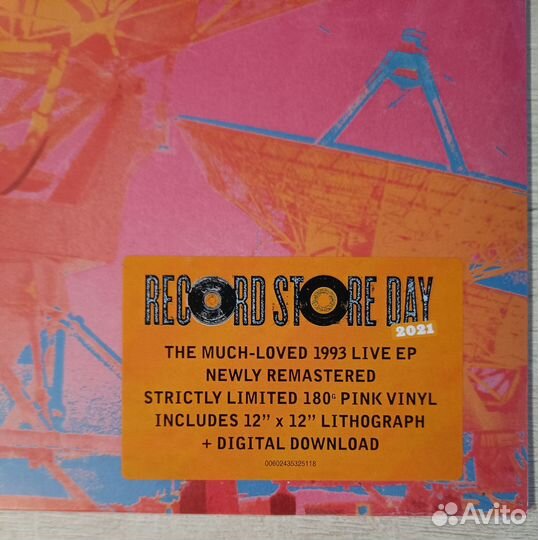 RECORD STORE DAY
2021
THE MUCH-LOVED 1993 LIVE EP
NEWLY REMASTERED
STRICTLY LIMITED 180G PINK VINYL
INCLUDES 12” x 12” LITHOGRAPH
+ DIGITAL DOWNLOAD
00602435325118
Avito